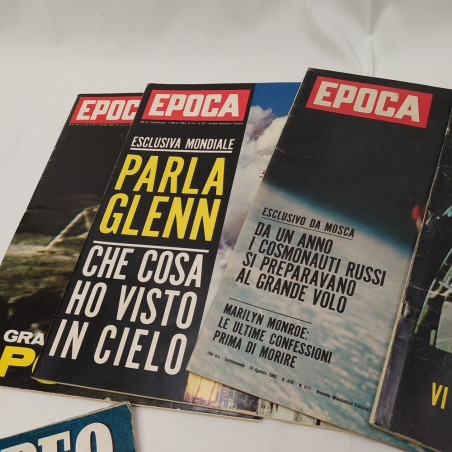 EPOCA
GRA
P
EPOCA
ESCLUSIVA MONDIALE
PARLA
GLENN
CHE COSA
HO VISTO
IN CIELO
EPOCA
ESCLUSIVO DA MOSCA
DA UN ANNO
I COSMONAUTI RUSSI
SI PREPARAVANO
AL GRANDE VOLO
MARILYN MONROE:
LE ULTIME CONFESSIONI
PRIMA DI MORIRE
VI